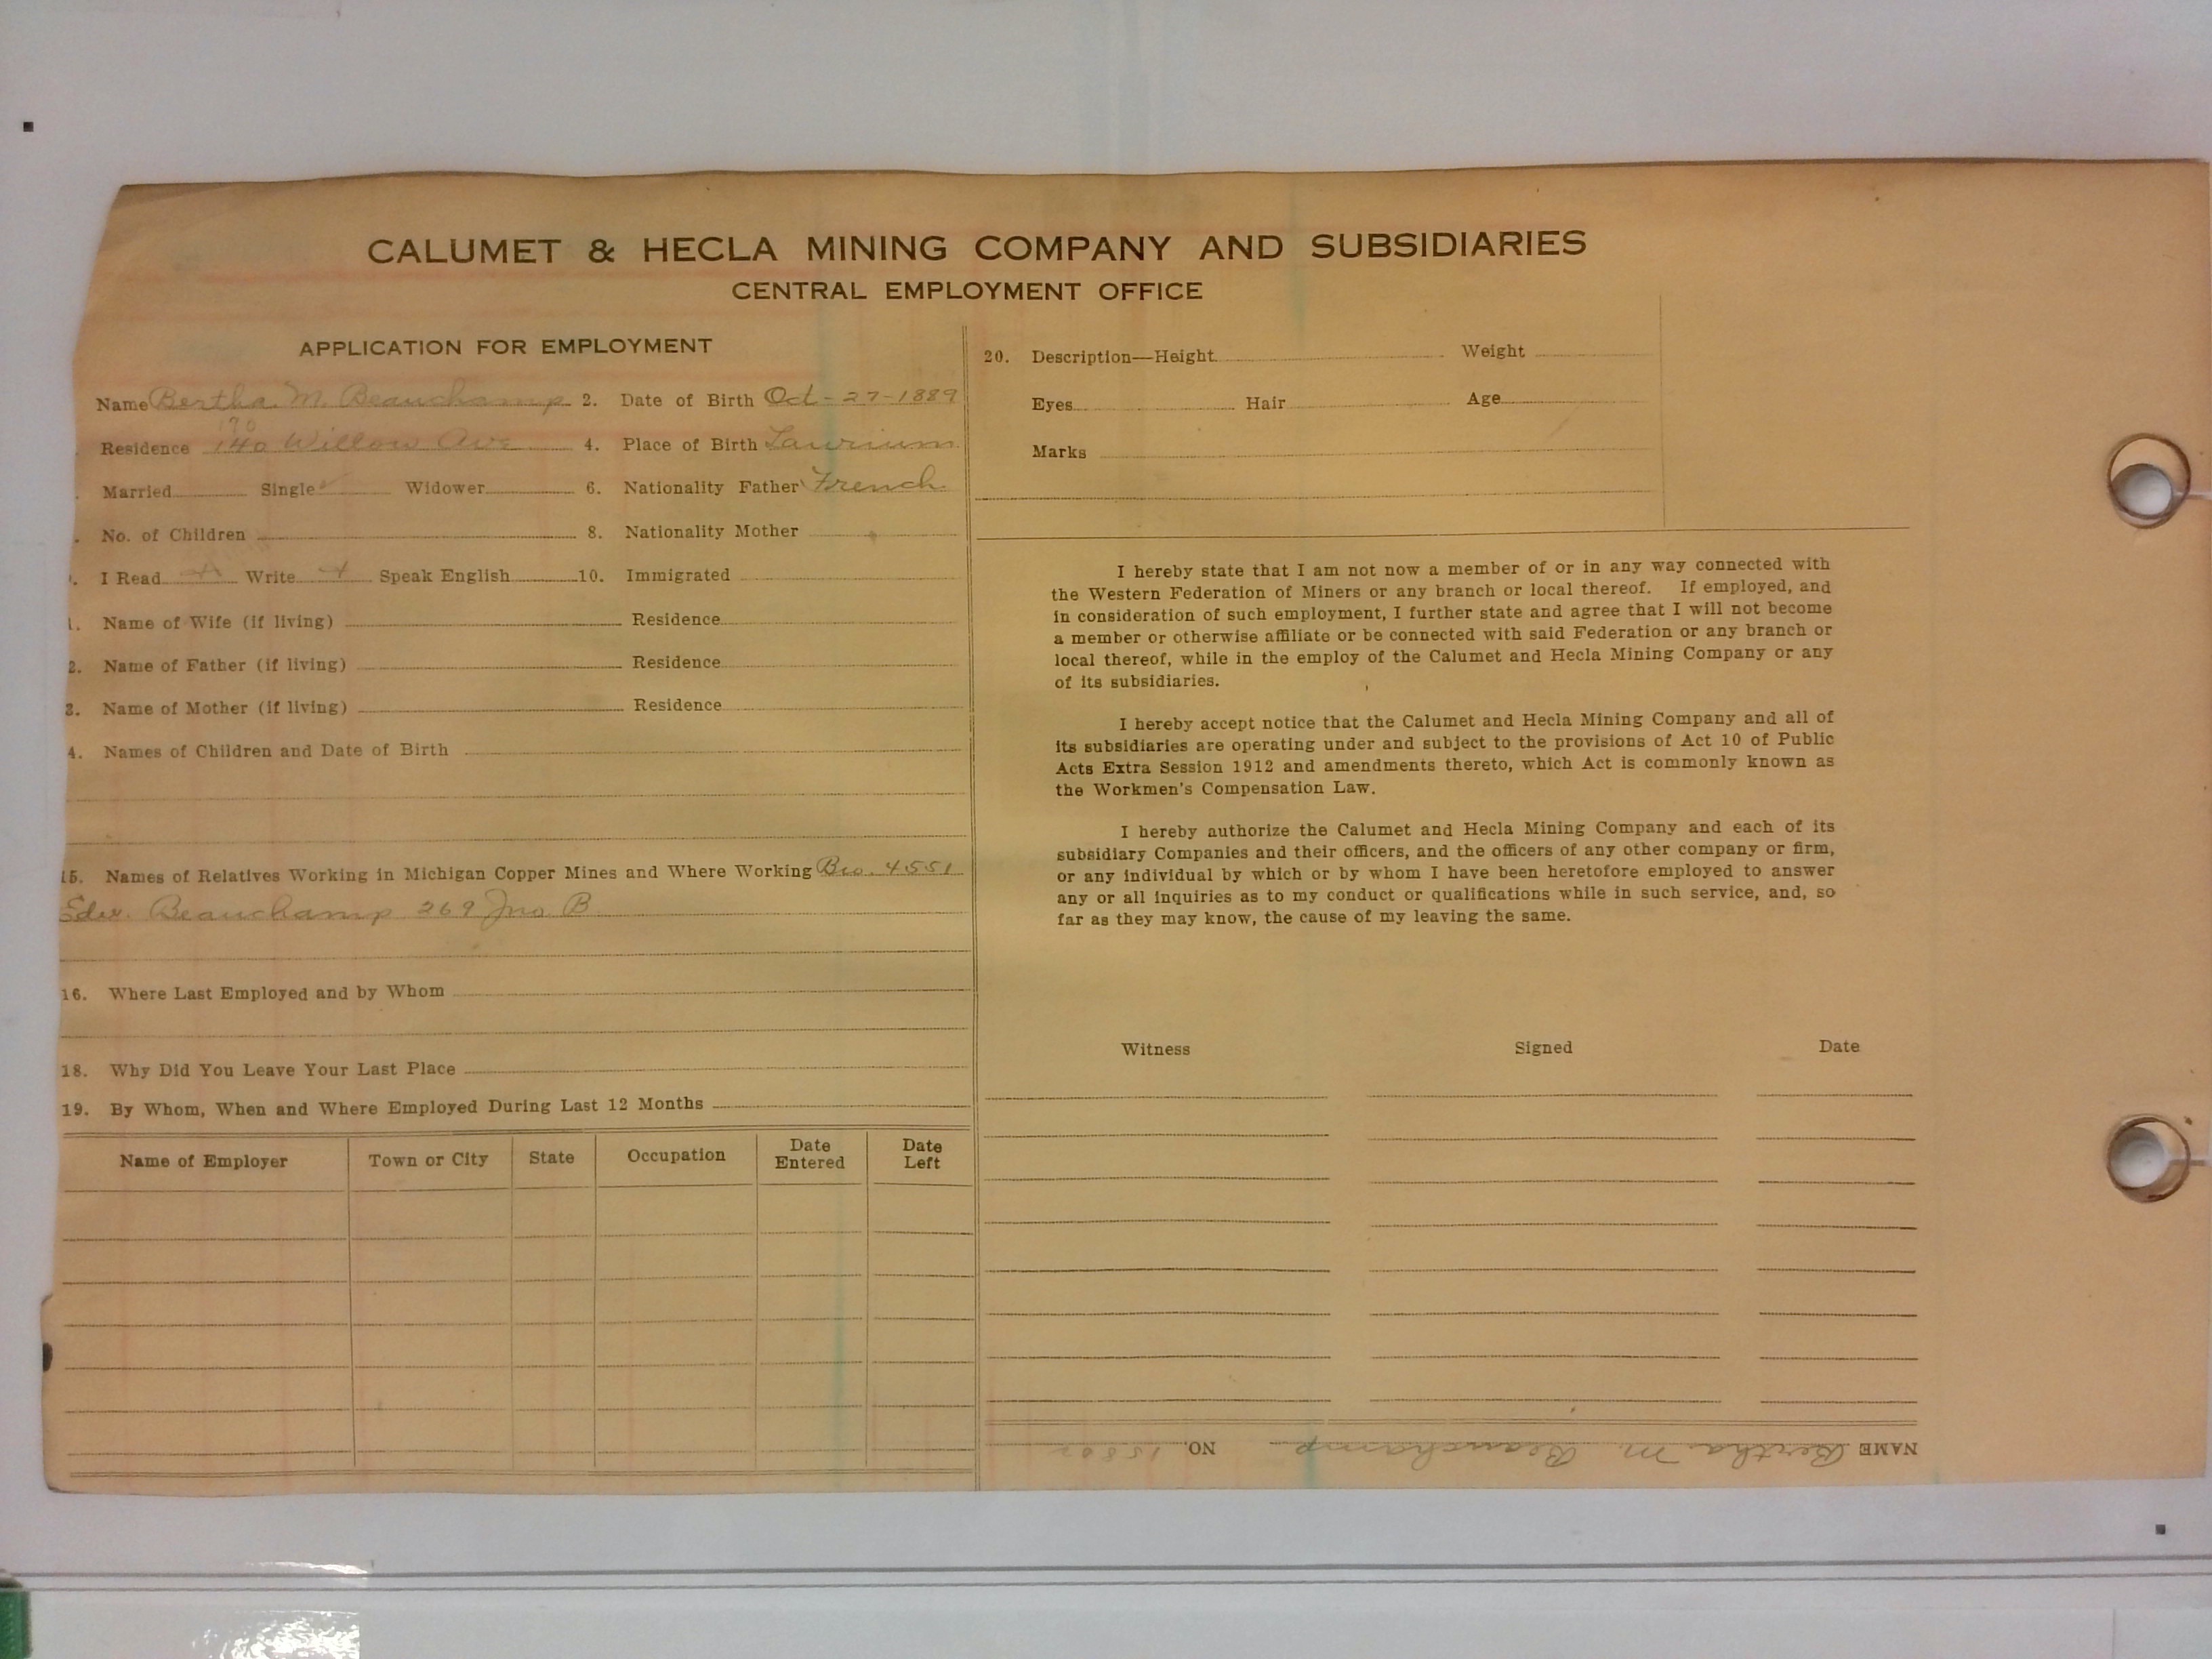 CALUMET & HECLA MINING COMPANY AND SUBSIDIARIES
CENTRAL EMPLOYMENT OFFICE
APPLICATION FOR EMPLOYMENT
Name Bertha M. Beauchamp 2. Date of Birth Oct - 27-1889
170
Residence 140 Willow Ave 4. Place of Birth Laurium
Married Single ✓ Widower 6. Nationality Father French
No. of Children 8. Nationality Mother "
I Read Write Speak English 10. Immigrated
1. Name of Wife (if living) Residence
2. Name of Father (if living) Residence
3. Name of Mother (if living) Residence
4. Names of Children and Date of Birth
15. Names of Relatives Working in Michigan Copper Mines and Where Working Bro. 4551
Edw. Beauchamp 269 Jno. B
16. Where Last Employed and by Whom
18. Why Did You Leave Your Last Place
19. By Whom, When and Where Employed During Last 12 Months
Name of Employer Town or City State Occupation Date Entered Date Left
20. Description—Height Weight
Eyes Hair Age
Marks
I hereby state that I am not now a member of or in any way connected with
the Western Federation of Miners or any branch or local thereof. If employed, and
in consideration of such employment, I further state and agree that I will not become
a member or otherwise affiliate or be connected with said Federation or any branch or
local thereof, while in the employ of the Calumet and Hecla Mining Company or any
of its subsidiaries.
I hereby accept notice that the Calumet and Hecla Mining Company and all of
its subsidiaries are operating under and subject to the provisions of Act 10 of Public
Acts Extra Session 1912 and amendments thereto, which Act is commonly known as
the Workmen's Compensation Law.
I hereby authorize the Calumet and Hecla Mining Company and each of its
subsidiary Companies and their officers, and the officers of any other company or firm,
or any individual by which or by whom I have been heretofore employed to answer
any or all inquiries as to my conduct or qualifications while in such service, and, so
far as they may know, the cause of my leaving the same.
Witness Signed Date
NAME Bertha M Beauchamp NO.